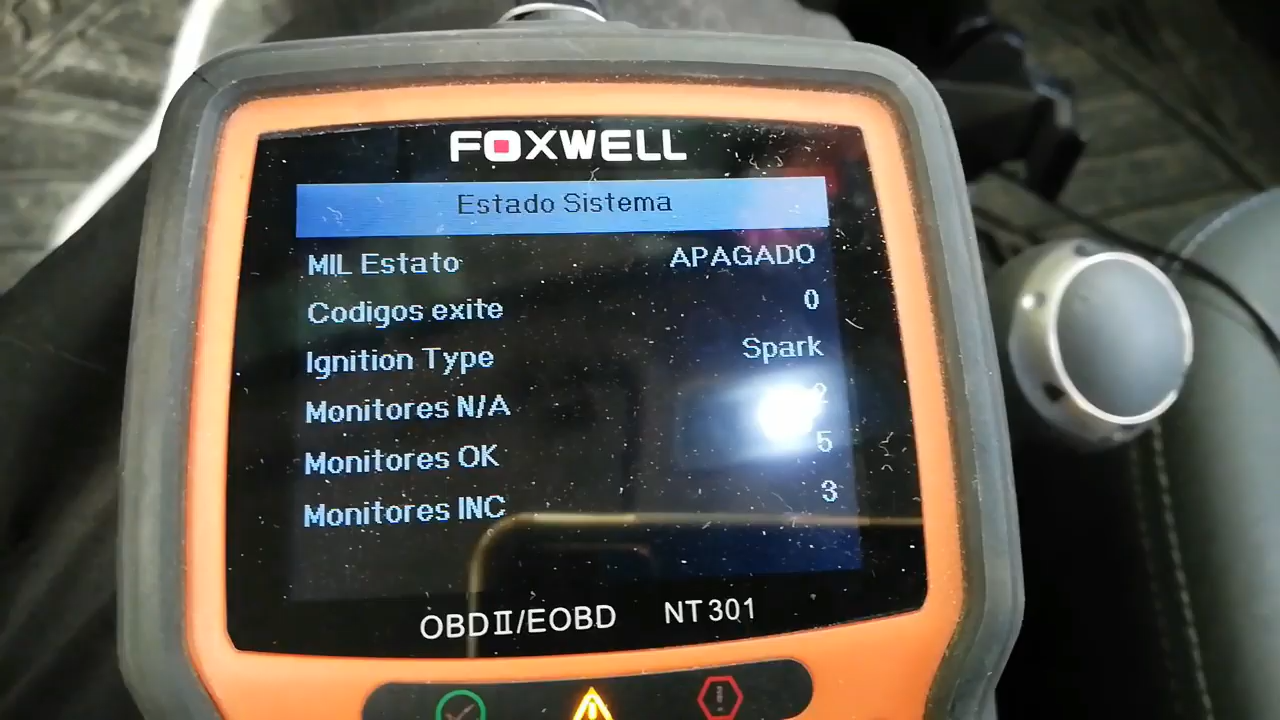 FOXWELL
Estado Sistema
MIL Estato APAGADO
Codigos exite 0
Ignition Type Spark
Monitores N/A 2
Monitores OK 5
Monitores INC 3
OBDII/EOBD NT301